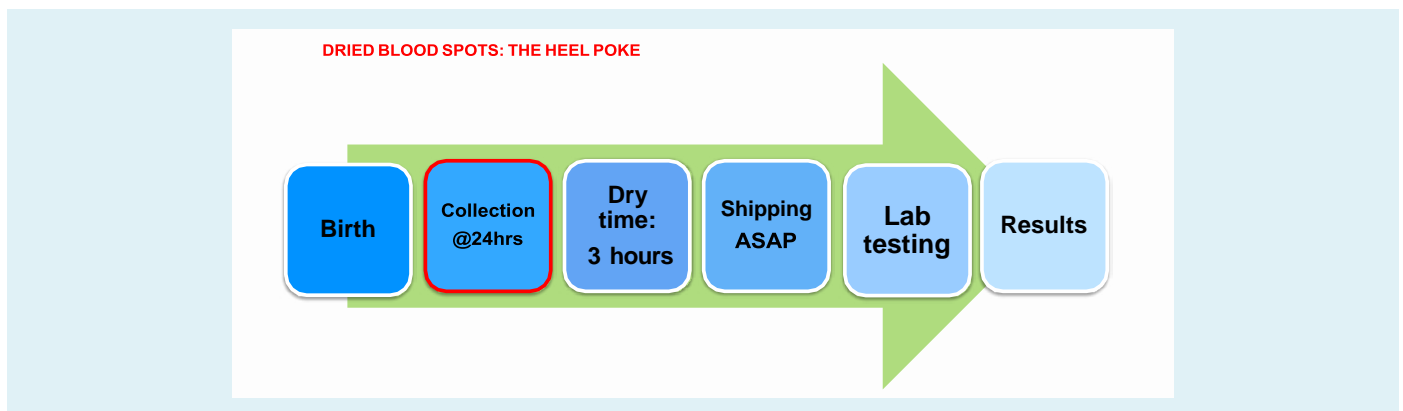 DRIED BLOOD SPOTS: THE HEEL POKE
Birth
Collection
@24hrs
Dry
time:
3 hours
Shipping
ASAP
Lab
testing
Results